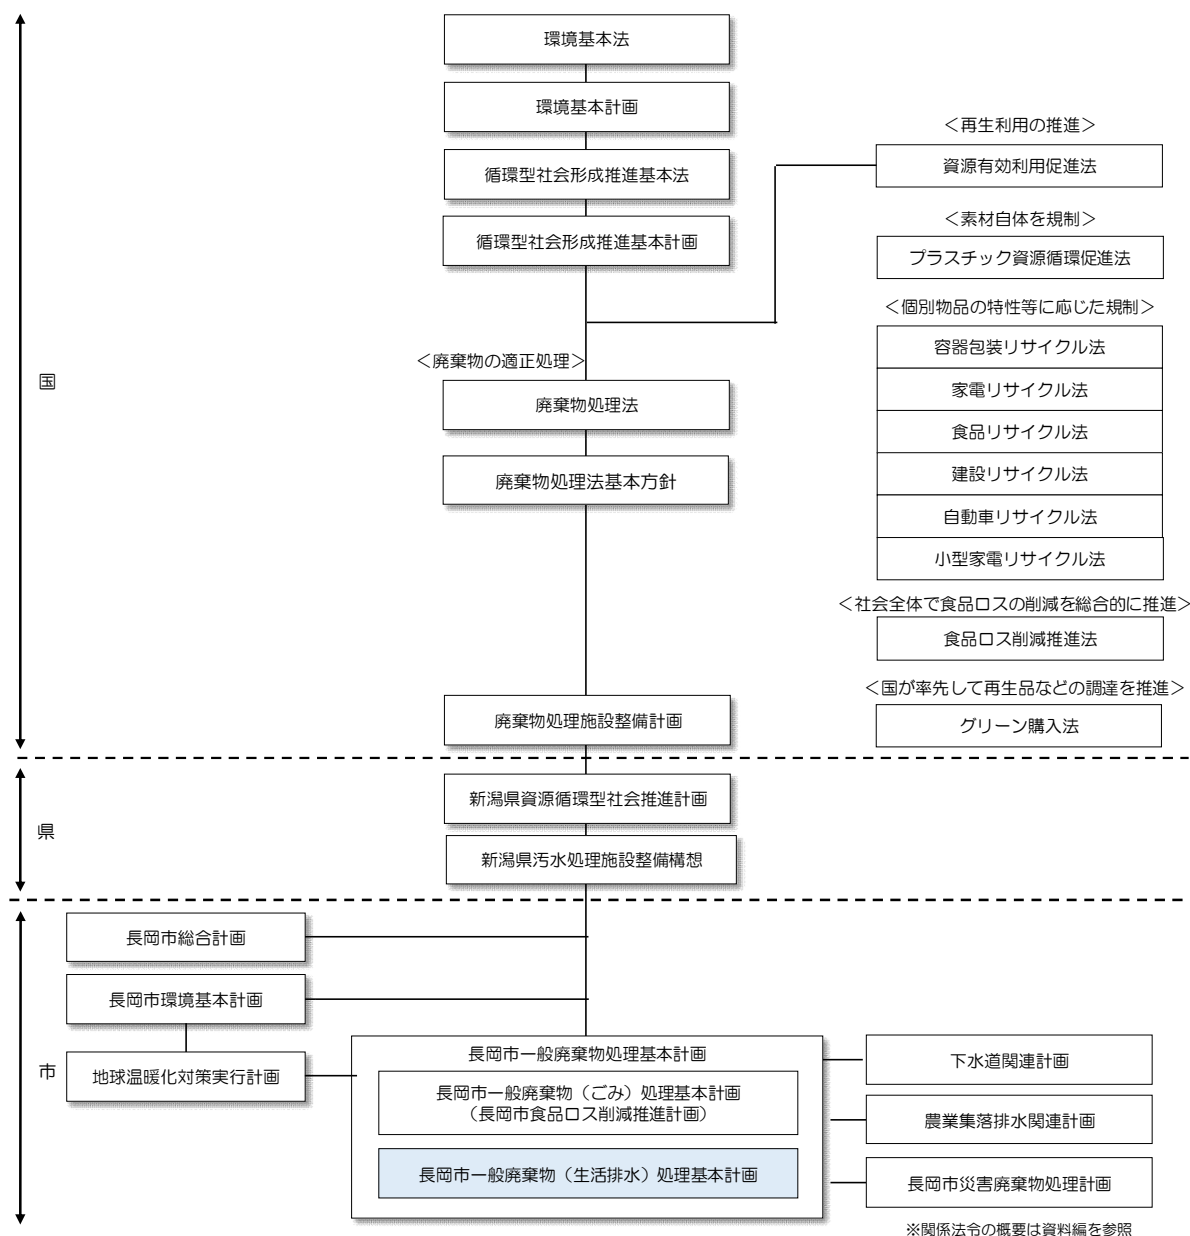 環境基本法
環境基本計画
循環型社会形成推進基本法
循環型社会形成推進基本計画
＜再生利用の推進＞
資源有効利用促進法
＜素材自体を規制＞
プラスチック資源循環促進法
＜個別物品の特性等に応じた規制＞
容器包装リサイクル法
家電リサイクル法
食品リサイクル法
建設リサイクル法
自動車リサイクル法
小型家電リサイクル法
＜社会全体で食品ロスの削減を総合的に推進＞
食品ロス削減推進法
＜国が率先して再生品などの調達を推進＞
グリーン購入法
国
＜廃棄物の適正処理＞
廃棄物処理法
廃棄物処理法基本方針
廃棄物処理施設整備計画
県
新潟県資源循環型社会推進計画
新潟県汚水処理施設整備構想
市
長岡市総合計画
長岡市環境基本計画
地球温暖化対策実行計画
長岡市一般廃棄物処理基本計画
長岡市一般廃棄物（ごみ）処理基本計画
（長岡市食品ロス削減推進計画）
長岡市一般廃棄物（生活排水）処理基本計画
下水道関連計画
農業集落排水関連計画
長岡市災害廃棄物処理計画
※関係法令の概要は資料編を参照